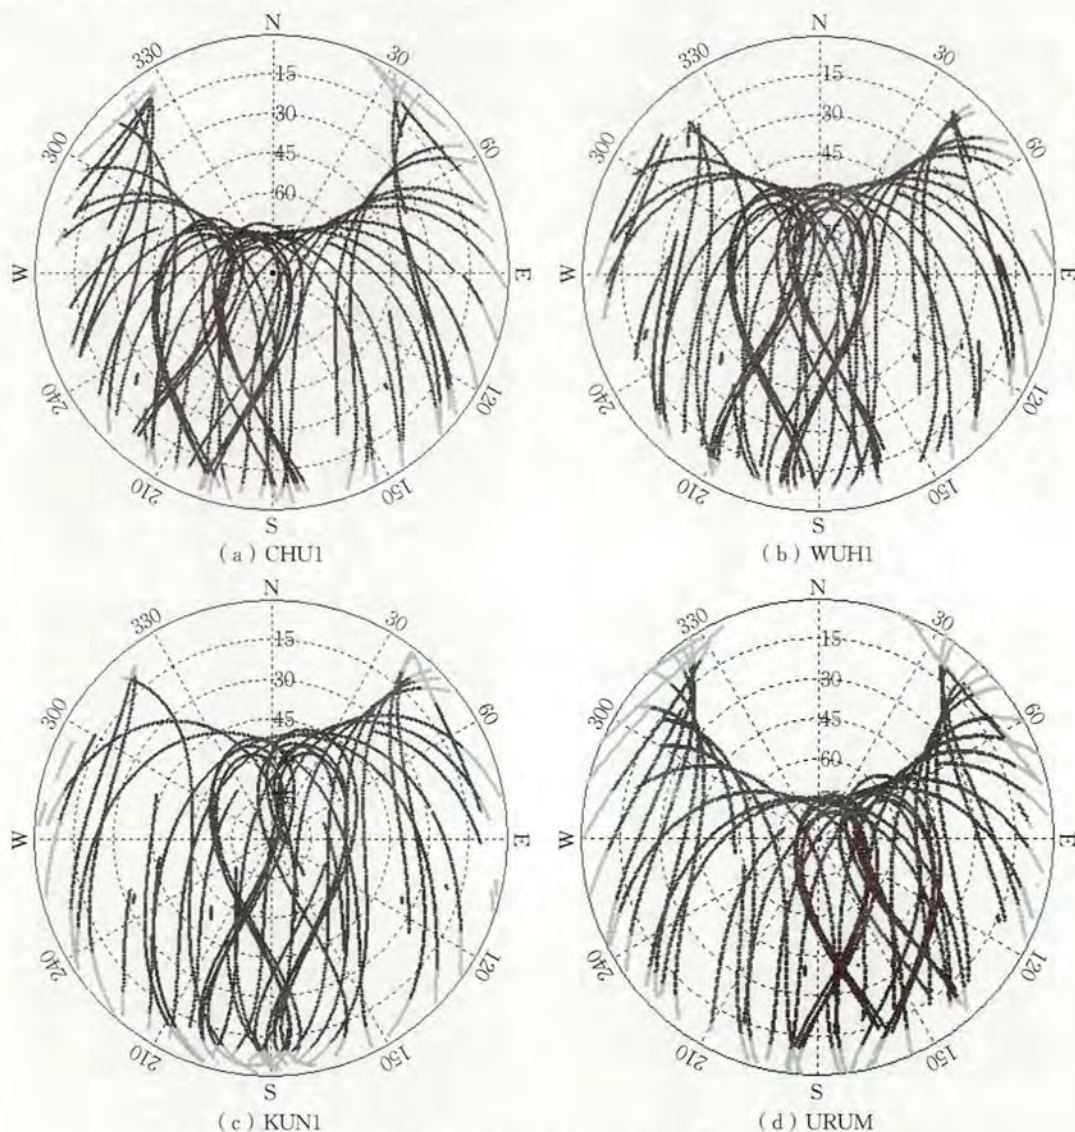 N N
330 30 330 30
15 15
30 30
300 60 300 60
45 45
60
W E W E
240 120 240 120
210 150 210 150
S S
( a ) CHU1 ( b ) WUH1
N N
330 30 330 30
15 15
30 30
300 60 300 60
45 45
60
W E W E
240 120 240 120
210 150 210 150
S S
( c ) KUN1 ( d ) URUM